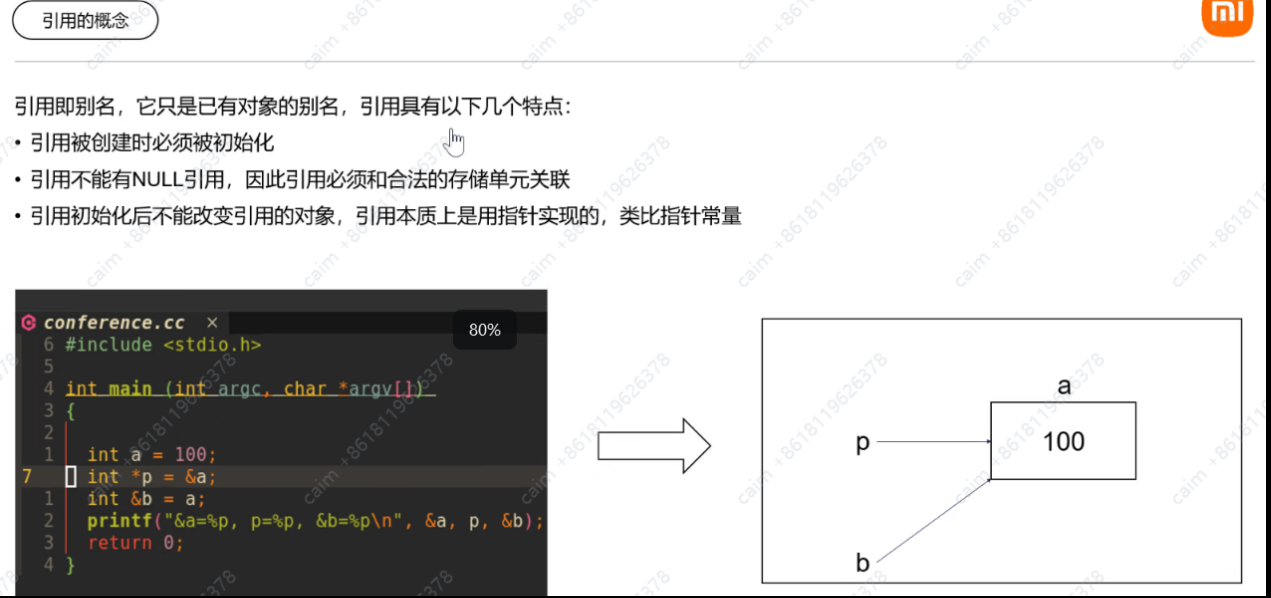 引用的概念
mi
引用即别名，它只是已有对象的别名，引用具有以下几个特点：
• 引用被创建时必须被初始化
• 引用不能有NULL引用，因此引用必须和合法的存储单元关联
• 引用初始化后不能改变引用的对象，引用本质上是用指针实现的，类比指针常量
conference.cc ×
80%
6 #include <stdio.h>
5
4 int main (int argc, char *argv[])
3 {
2
1 int a = 100;
7 int *p = &a;
1 int &b = a;
2 printf("&a=%p, p=%p, &b=%p\n", &a, p, &b);
3 return 0;
4 }
a
p
100
b
caim +8618119626378